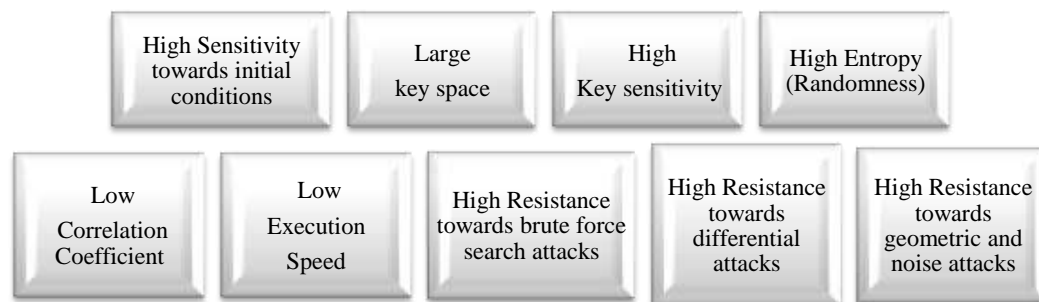 High Sensitivity
towards initial
conditions
Large
key space
High
Key sensitivity
High Entropy
(Randomness)
Low
Correlation
Coefficient
Low
Execution
Speed
High Resistance
towards brute force
search attacks
High Resistance
towards
differential
attacks
High Resistance
towards
geometric and
noise attacks